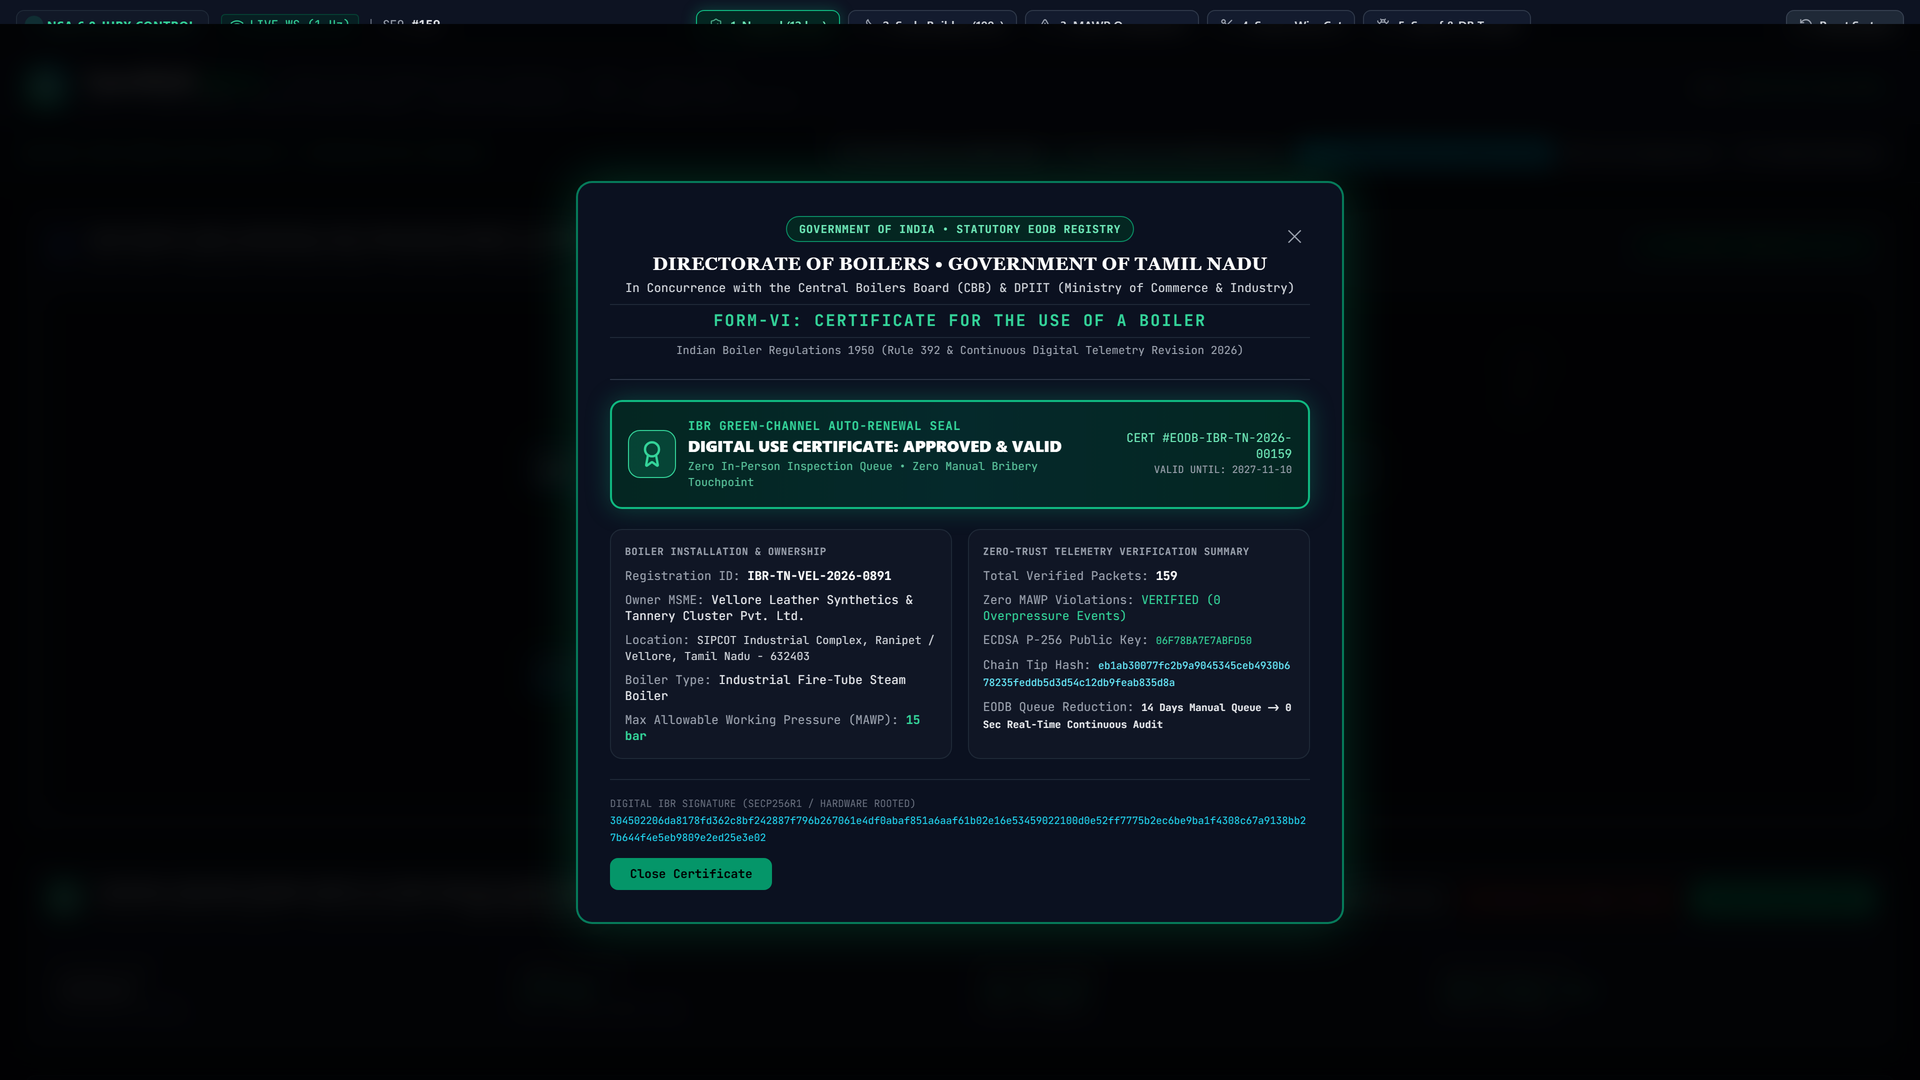 LIVE WS (1 Hz) | SEQ #159
GOVERNMENT OF INDIA • STATUTORY EODB REGISTRY
DIRECTORATE OF BOILERS • GOVERNMENT OF TAMIL NADU
In Concurrence with the Central Boilers Board (CBB) & DPIIT (Ministry of Commerce & Industry)
FORM-VI: CERTIFICATE FOR THE USE OF A BOILER
Indian Boiler Regulations 1950 (Rule 392 & Continuous Digital Telemetry Revision 2026)
IBR GREEN-CHANNEL AUTO-RENEWAL SEAL
DIGITAL USE CERTIFICATE: APPROVED & VALID
Zero In-Person Inspection Queue • Zero Manual Bribery
Touchpoint
CERT #EODB-IBR-TN-2026-
00159
VALID UNTIL: 2027-11-10
BOILER INSTALLATION & OWNERSHIP
Registration ID: IBR-TN-VEL-2026-0891
Owner MSME: Vellore Leather Synthetics &
Tannery Cluster Pvt. Ltd.
Location: SIPCOT Industrial Complex, Ranipet /
Vellore, Tamil Nadu - 632403
Boiler Type: Industrial Fire-Tube Steam
Boiler
Max Allowable Working Pressure (MAWP): 15
bar
ZERO-TRUST TELEMETRY VERIFICATION SUMMARY
Total Verified Packets: 159
Zero MAWP Violations: VERIFIED (0
Overpressure Events)
ECDSA P-256 Public Key: 06F78BA7E7ABFD50
Chain Tip Hash: eb1ab30077fc2b9a9045345ceb4930b6
78235feddb5d3d54c12db9feab835d8a
EODB Queue Reduction: 14 Days Manual Queue → 0
Sec Real-Time Continuous Audit
DIGITAL IBR SIGNATURE (SECP256R1 / HARDWARE ROOTED)
304502206da8178fd362c8bf242887f796b267061e4df0abaf851a6aaf61b02e16e53459022100d0e52ff7775b2ec6be9ba1f4308c67a9138bb2
7b644f4e5eb9809e2ed25e3e02
Close Certificate